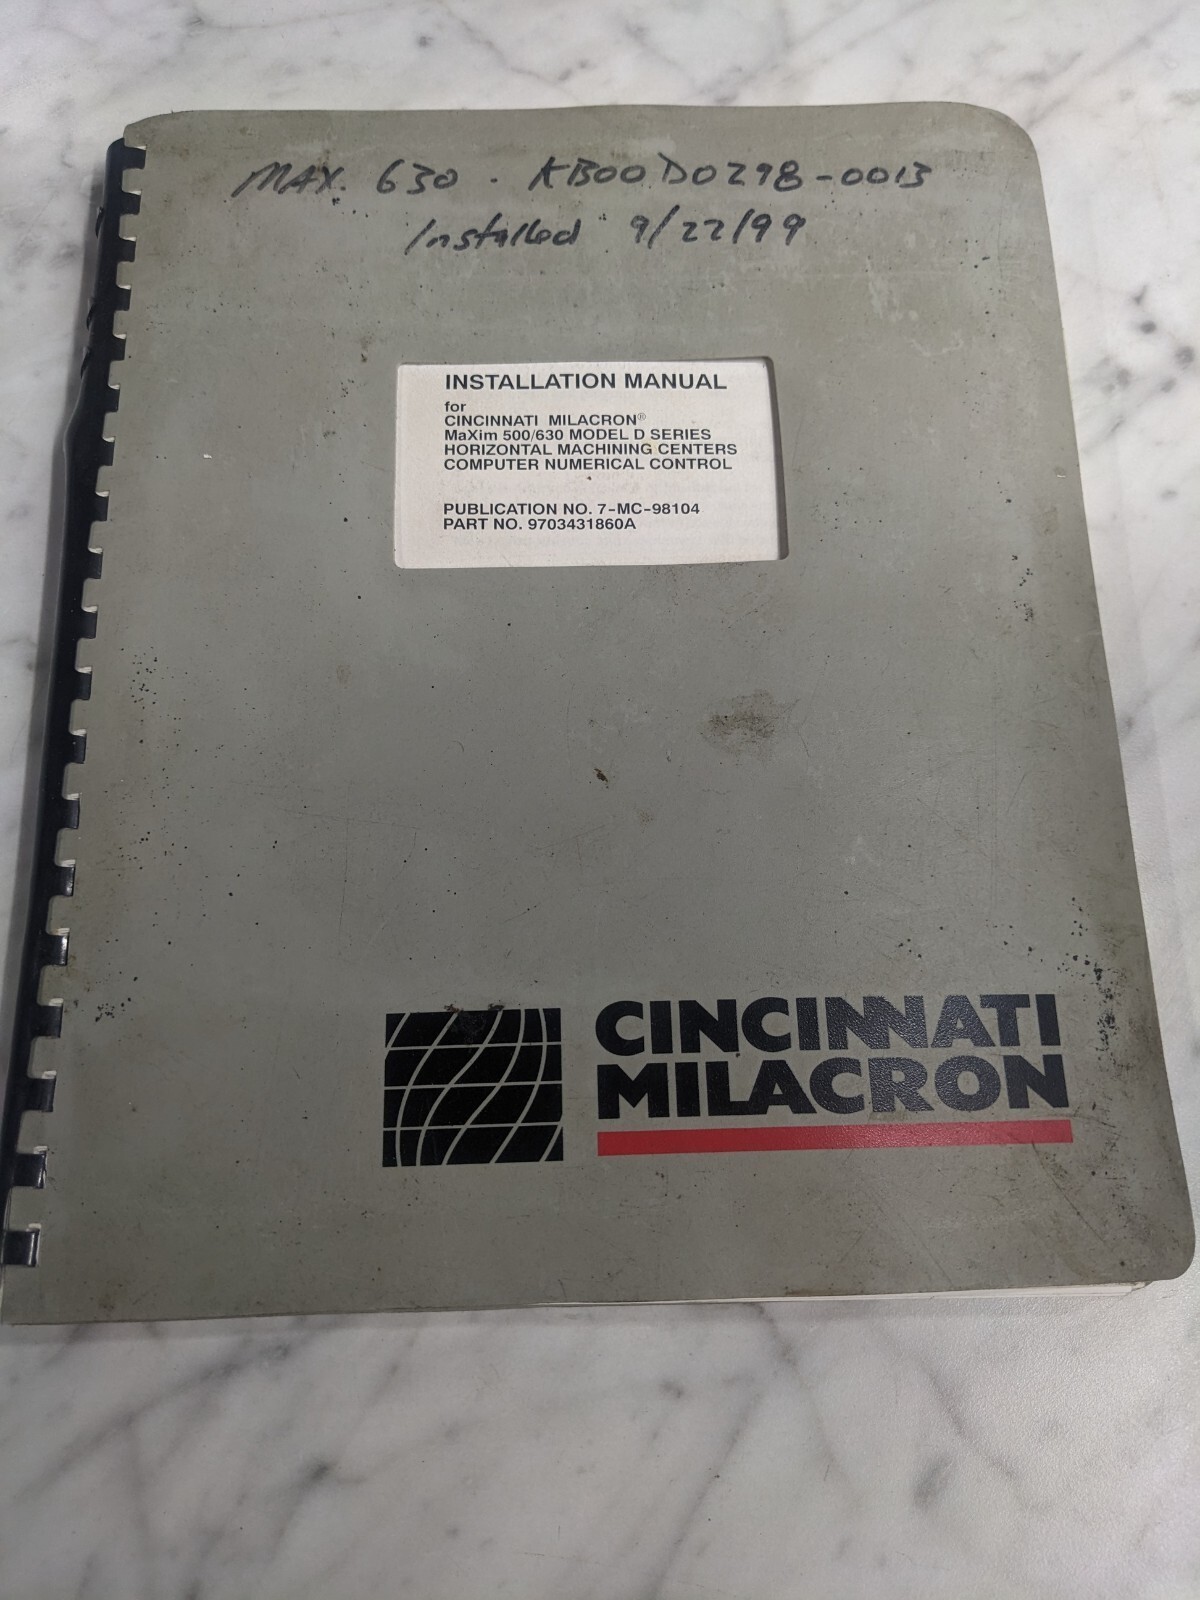 MAX. 630 . KB00D0298-0013
Installed 9/22/99
INSTALLATION MANUAL
for
CINCINNATI MILACRON®
MaXim 500/630 MODEL D SERIES
HORIZONTAL MACHINING CENTERS
COMPUTER NUMERICAL CONTROL
PUBLICATION NO. 7-MC-98104
PART NO. 9703431860A
CINCINNATI
MILACRON